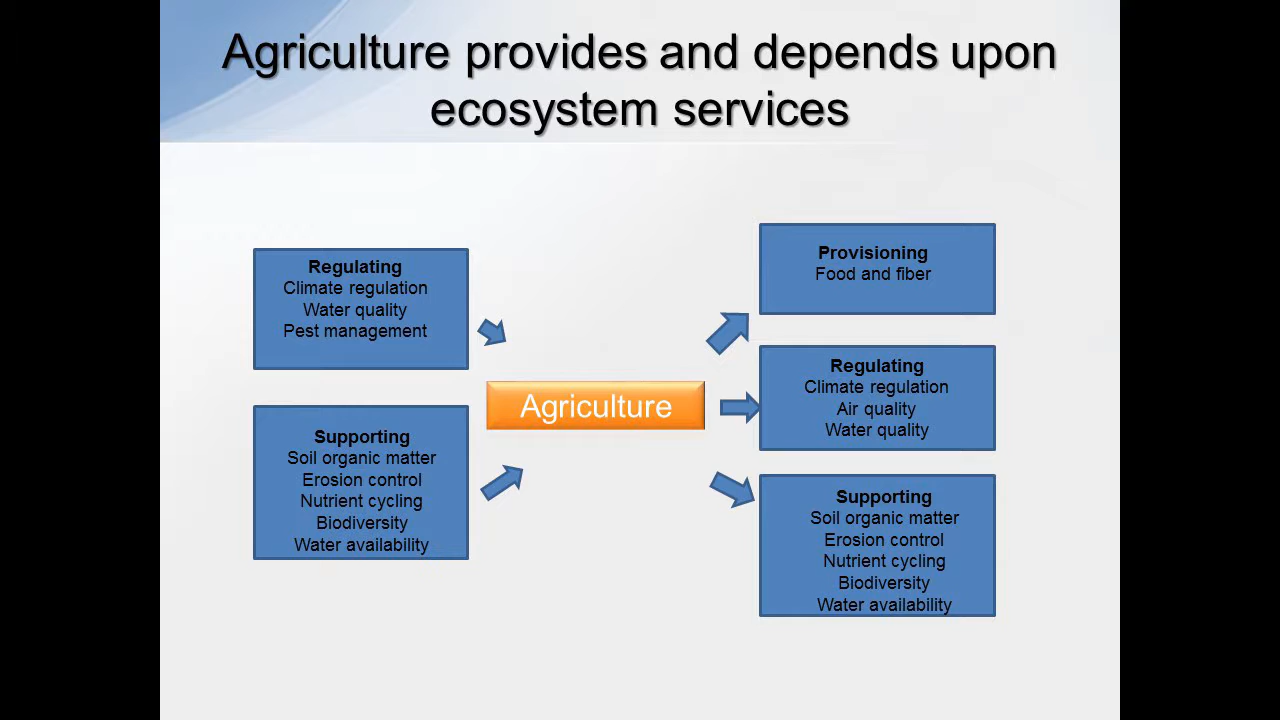 Agriculture provides and depends upon
ecosystem services
Regulating
Climate regulation
Water quality
Pest management
Supporting
Soil organic matter
Erosion control
Nutrient cycling
Biodiversity
Water availability
Agriculture
Provisioning
Food and fiber
Regulating
Climate regulation
Air quality
Water quality
Supporting
Soil organic matter
Erosion control
Nutrient cycling
Biodiversity
Water availability